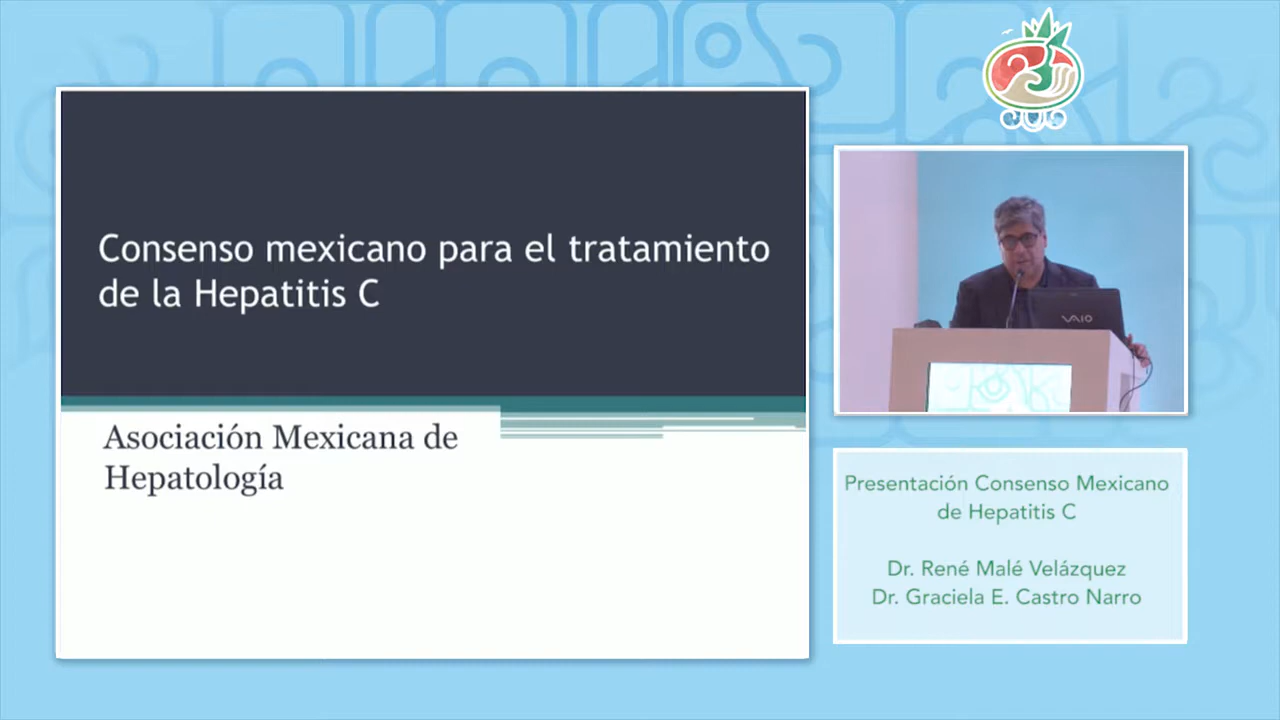 Consenso mexicano para el tratamiento
de la Hepatitis C
Asociación Mexicana de
Hepatología
VAIO
Presentación Consenso Mexicano
de Hepatitis C
Dr. René Malé Velázquez
Dr. Graciela E. Castro Narro